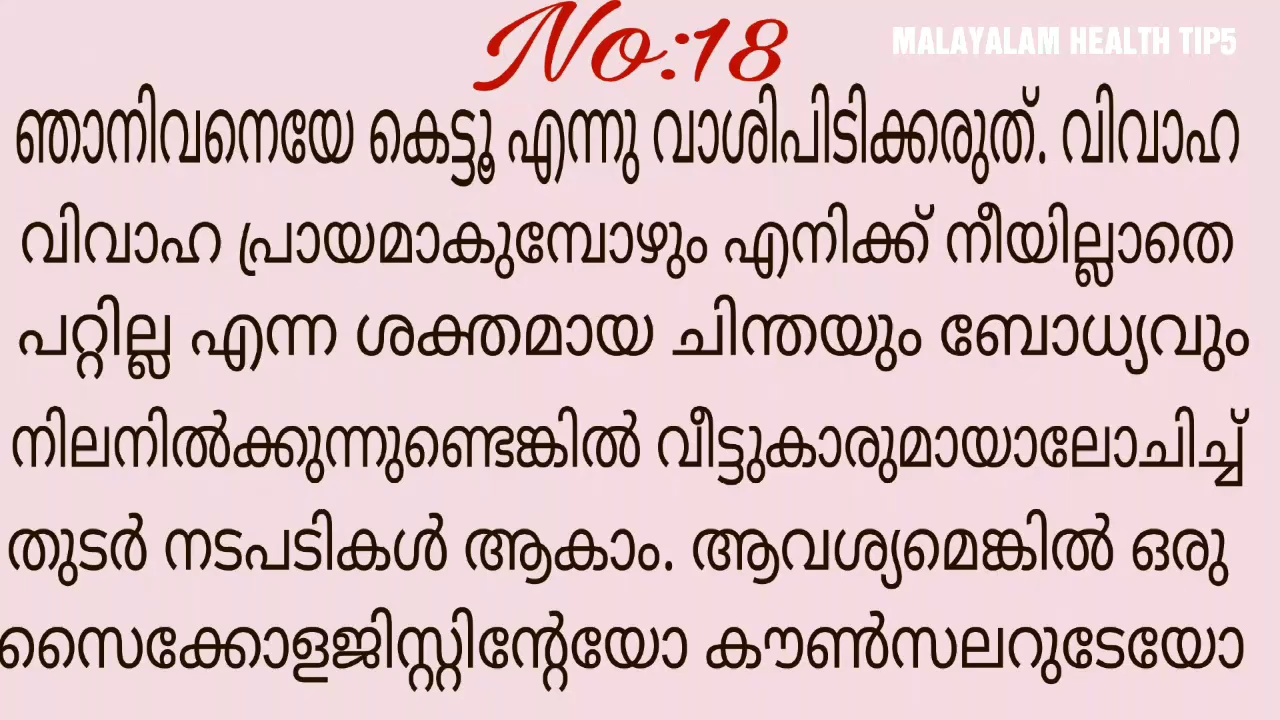 No:18
MALAYALAM HEALTH TIP5
ഞാനിവനെയേ കെട്ടൂ എന്നു വാശിപിടിക്കരുത്. വിവാഹ
വിവാഹ പ്രായമാകുമ്പോഴും എനിക്ക് നീയില്ലാതെ
പറ്റില്ല എന്ന ശക്തമായ ചിന്തയും ബോധ്യവും
നിലനിൽക്കുന്നുണ്ടെങ്കിൽ വീട്ടുകാരുമായാലോചിച്ച്
തുടർ നടപടികൾ ആകാം. ആവശ്യമെങ്കിൽ ഒരു
സൈക്കോളജിസ്റ്റിന്റേയോ കൗൺസലറുടേയോ